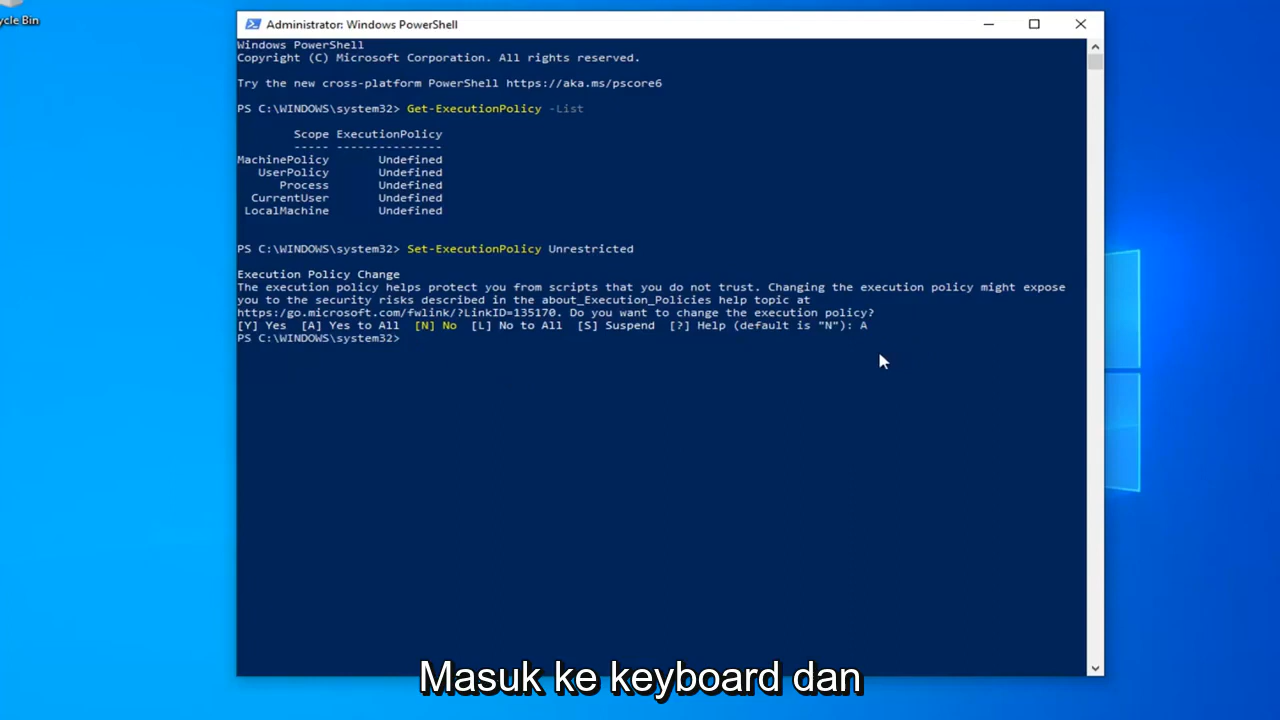 ycle Bin
Administrator: Windows PowerShell
Windows PowerShell
Copyright (C) Microsoft Corporation. All rights reserved.
Try the new cross-platform PowerShell https://aka.ms/pscore6
PS C:\WINDOWS\system32> Get-ExecutionPolicy -List
Scope ExecutionPolicy
----- ---------------
MachinePolicy Undefined
UserPolicy Undefined
Process Undefined
CurrentUser Undefined
LocalMachine Undefined
PS C:\WINDOWS\system32> Set-ExecutionPolicy Unrestricted
Execution Policy Change
The execution policy helps protect you from scripts that you do not trust. Changing the execution policy might expose
you to the security risks described in the about_Execution_Policies help topic at
https:/go.microsoft.com/fwlink/?LinkID=135170. Do you want to change the execution policy?
[Y] Yes [A] Yes to All [N] No [L] No to All [S] Suspend [?] Help (default is "N"): A
PS C:\WINDOWS\system32>
Masuk ke keyboard dan